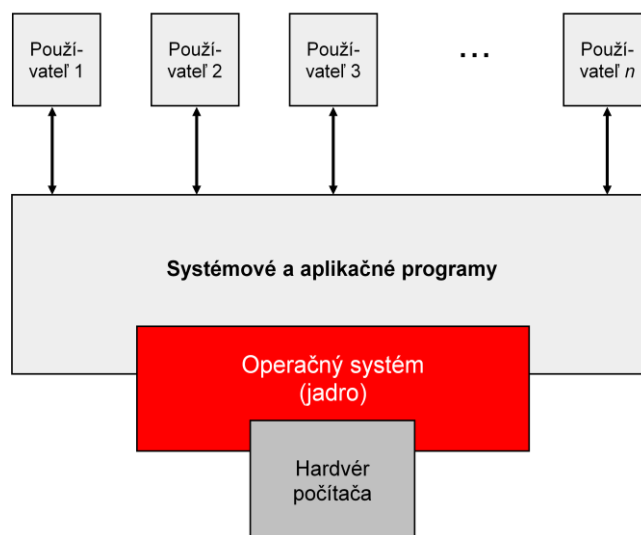 Použí-
vateľ 1
Použí-
vateľ 2
Použí-
vateľ 3
...
Použí-
vateľ n
Systémové a aplikačné programy
Operačný systém
(jadro)
Hardvér
počítača